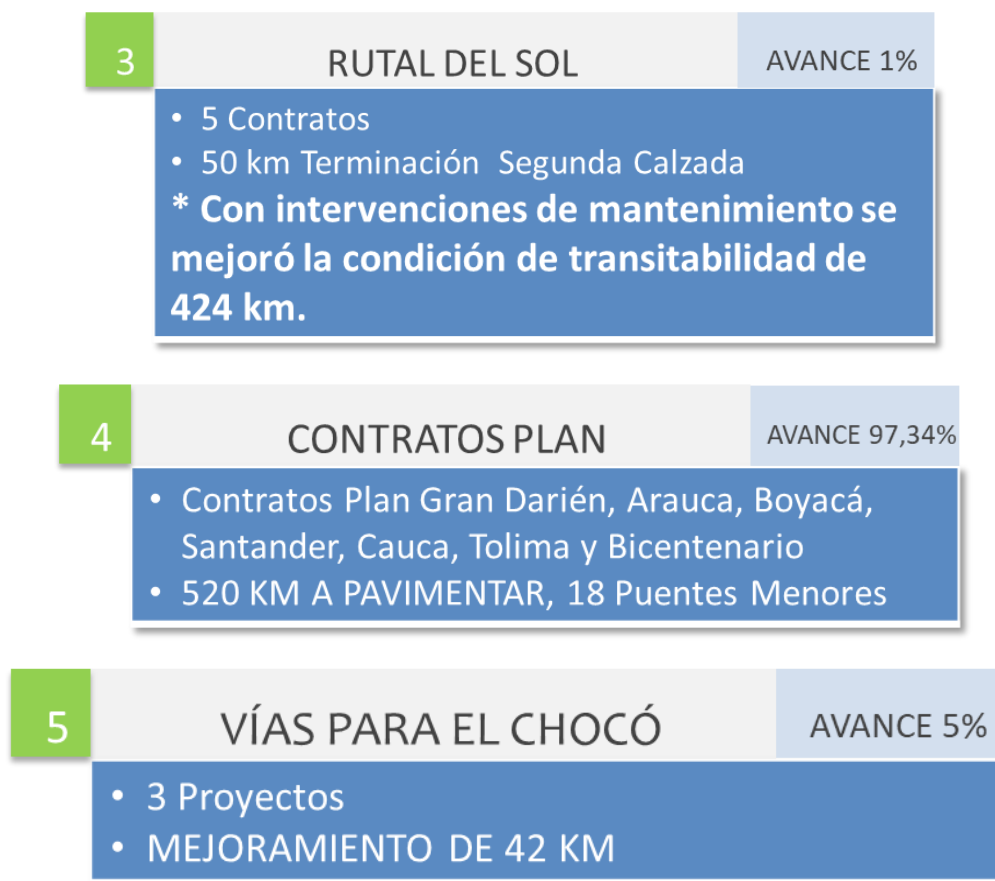 3
RUTAL DEL SOL
AVANCE 1%
• 5 Contratos
• 50 km Terminación Segunda Calzada
* Con intervenciones de mantenimiento se
mejoró la condición de transitabilidad de
424 km.
4
CONTRATOS PLAN
AVANCE 97,34%
• Contratos Plan Gran Darién, Arauca, Boyacá,
Santander, Cauca, Tolima y Bicentenario
• 520 KM A PAVIMENTAR, 18 Puentes Menores
5
VÍAS PARA EL CHOCÓ
AVANCE 5%
• 3 Proyectos
• MEJORAMIENTO DE 42 KM